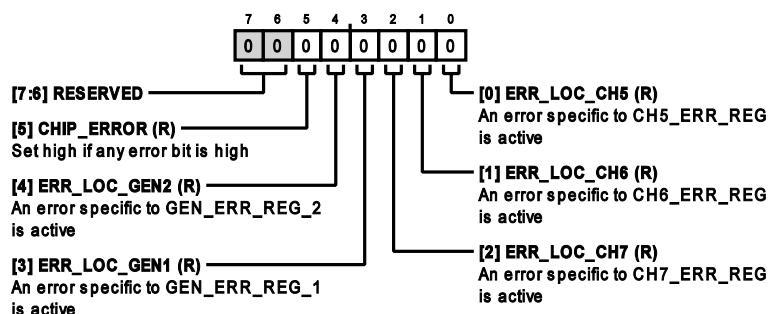 7 6 5 4 3 2 1 0
0 0 0 0 0 0 0 0
[7:6] RESERVED
[5] CHIP_ERROR (R)
Set high if any error bit is high
[4] ERR_LOC_GEN2 (R)
An error specific to GEN_ERR_REG_2
is active
[3] ERR_LOC_GEN1 (R)
An error specific to GEN_ERR_REG_1
is active
[0] ERR_LOC_CH5 (R)
An error specific to CH5_ERR_REG
is active
[1] ERR_LOC_CH6 (R)
An error specific to CH6_ERR_REG
is active
[2] ERR_LOC_CH7 (R)
An error specific to CH7_ERR_REG
is active